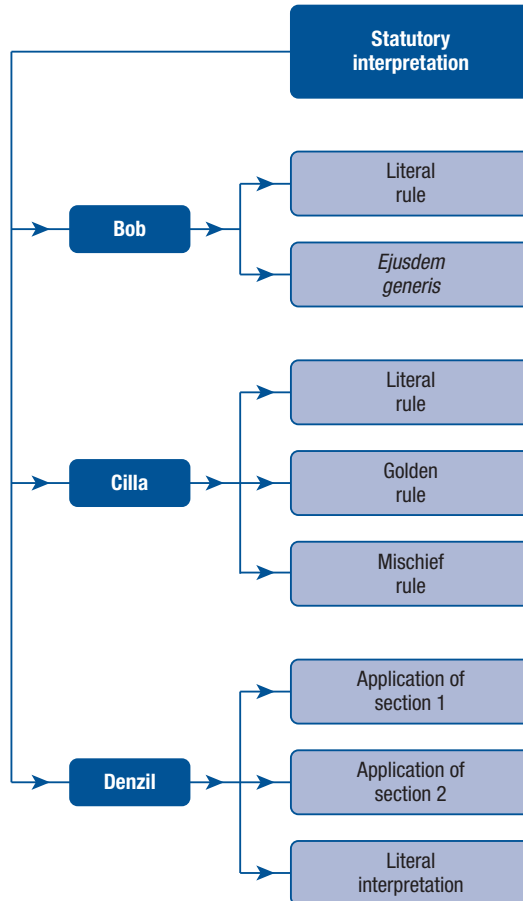 Statutory
interpretation
Bob
Literal
rule
Ejusdem
generis
Cilla
Literal
rule
Golden
rule
Mischief
rule
Denzil
Application of
section 1
Application of
section 2
Literal
interpretation